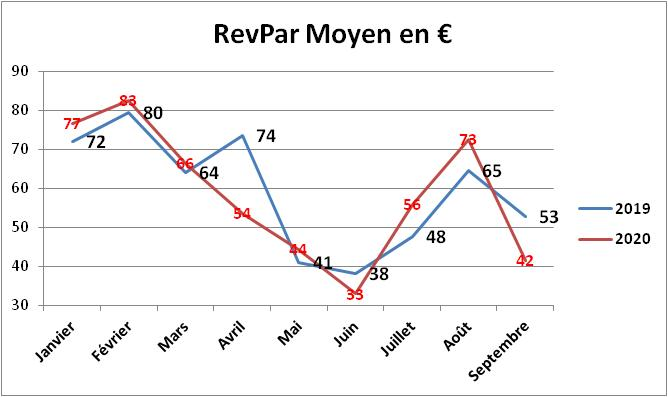 RevPar Moyen en €
90
80
70
60
50
40
30
77
83
66
54
44
33
56
73
42
72
80
64
74
41
38
48
65
53
Janvier
Février
Mars
Avril
Mai
Juin
Juillet
Août
Septembre
2019
2020